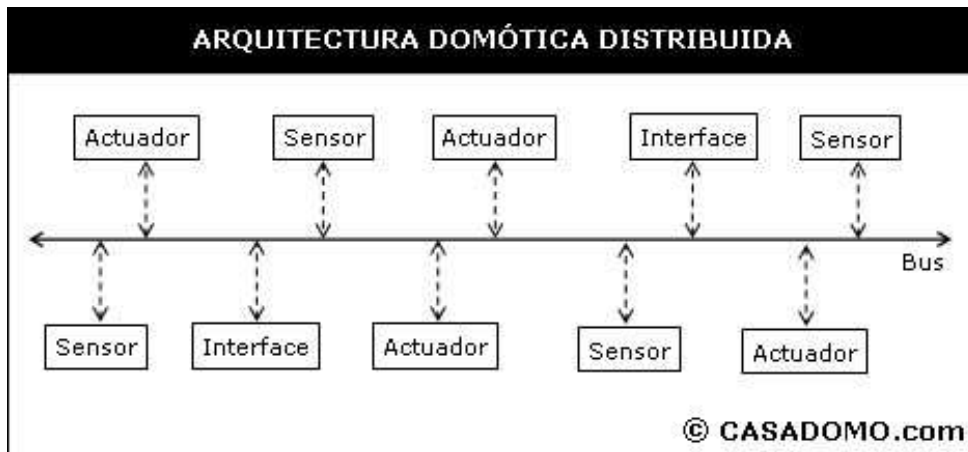 ARQUITECTURA DOMÓTICA DISTRIBUIDA
Actuador
Sensor
Actuador
Interface
Sensor
Bus
Sensor
Interface
Actuador
Sensor
Actuador
© CASADOMO.com